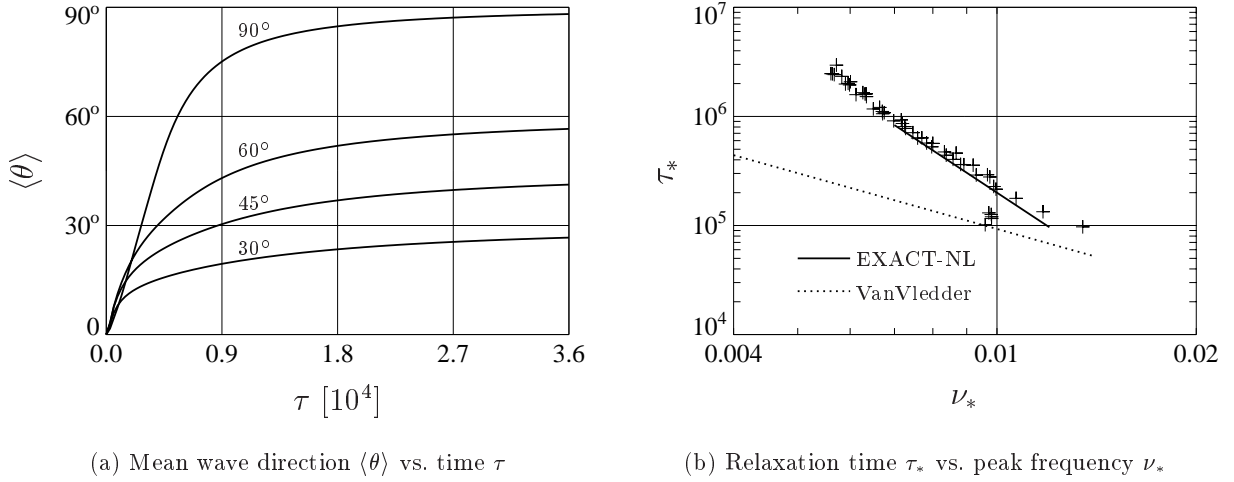 90º
60º
30º
0
0.0 0.9 1.8 2.7 3.6
⟨θ⟩
90°
60°
45°
30°
τ [10⁴]
(a) Mean wave direction ⟨θ⟩ vs. time τ
10⁷
10⁶
10⁵
10⁴
0.004 0.01 0.02
τ*
EXACT-NL
VanVledder
ν*
(b) Relaxation time τ* vs. peak frequency ν*